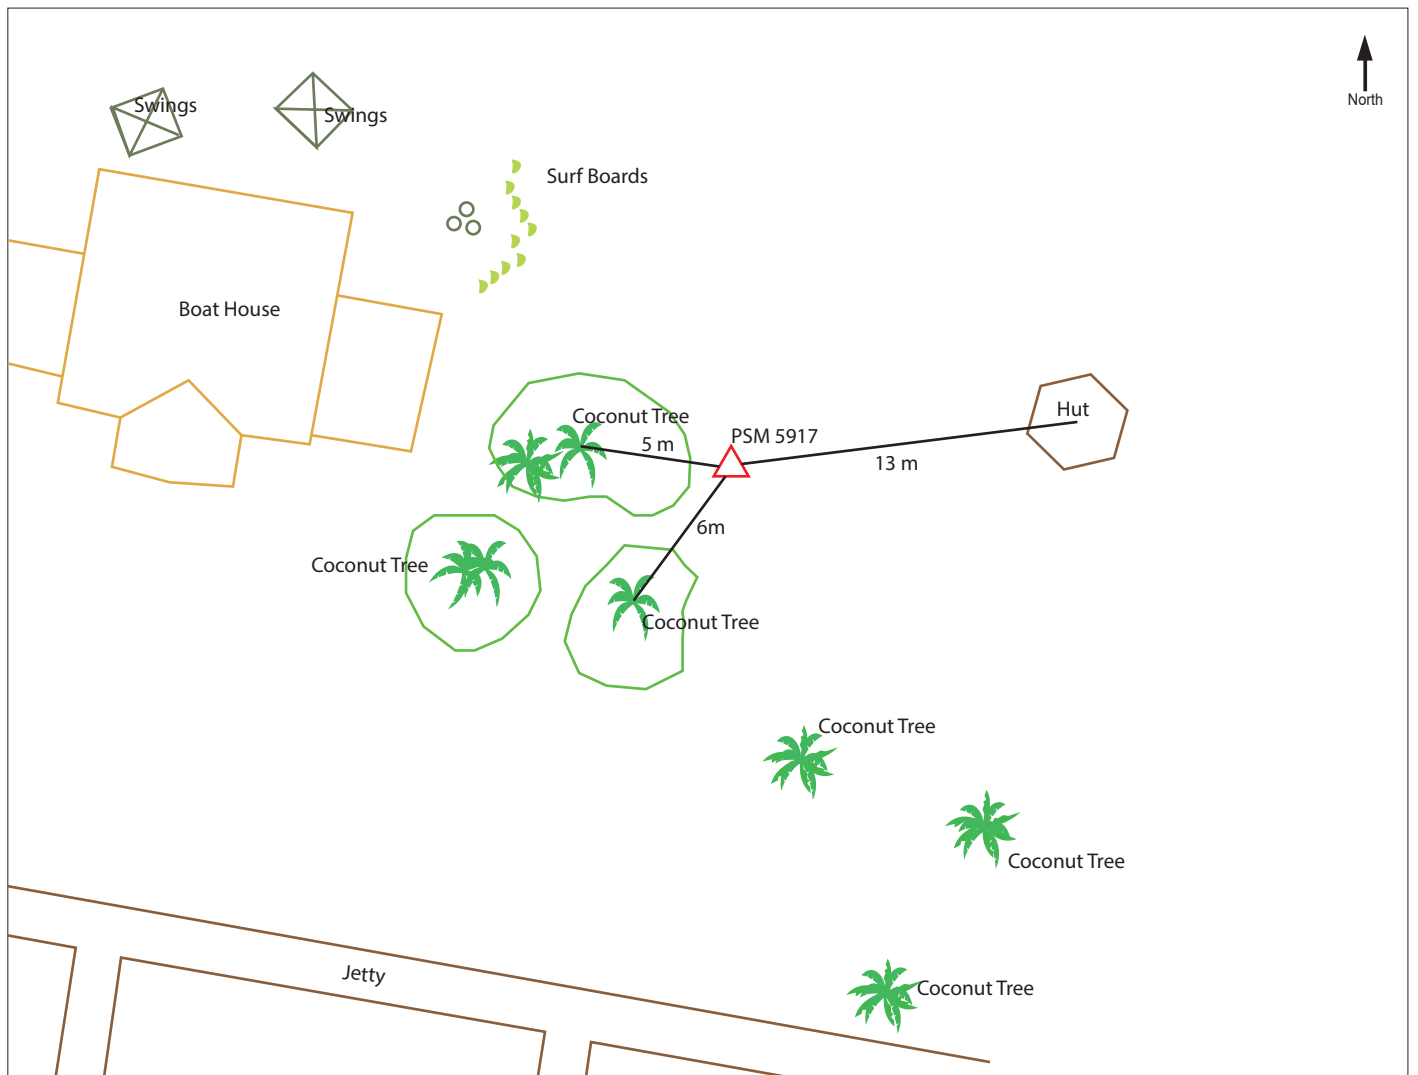 North
Swings
Swings
Surf Boards
Boat House
Coconut Tree
5 m
PSM 5917
Hut
13 m
6m
Coconut Tree
Coconut Tree
Coconut Tree
Coconut Tree
Jetty
Coconut Tree